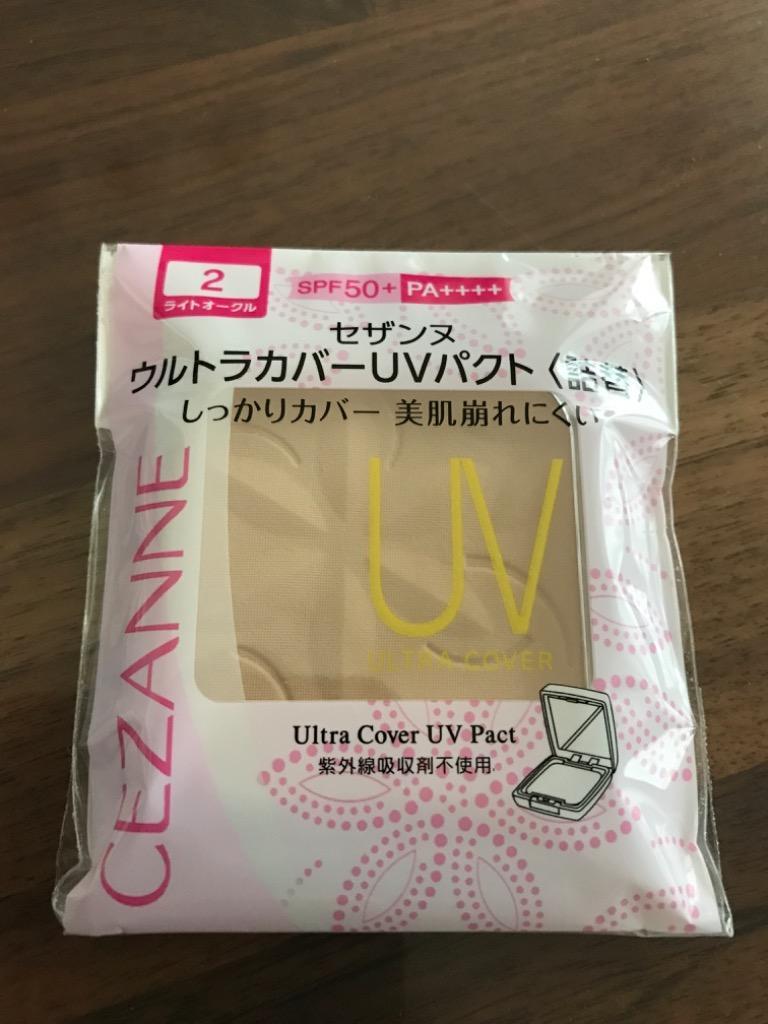 2
ライトオークル
SPF50+ PA++++
セザンヌ
ウルトラカバーUVパクト〈詰替〉
しっかりカバー 美肌崩れにくい
CEZANNE
UV
ULTRA COVER
Ultra Cover UV Pact
紫外線吸収剤不使用